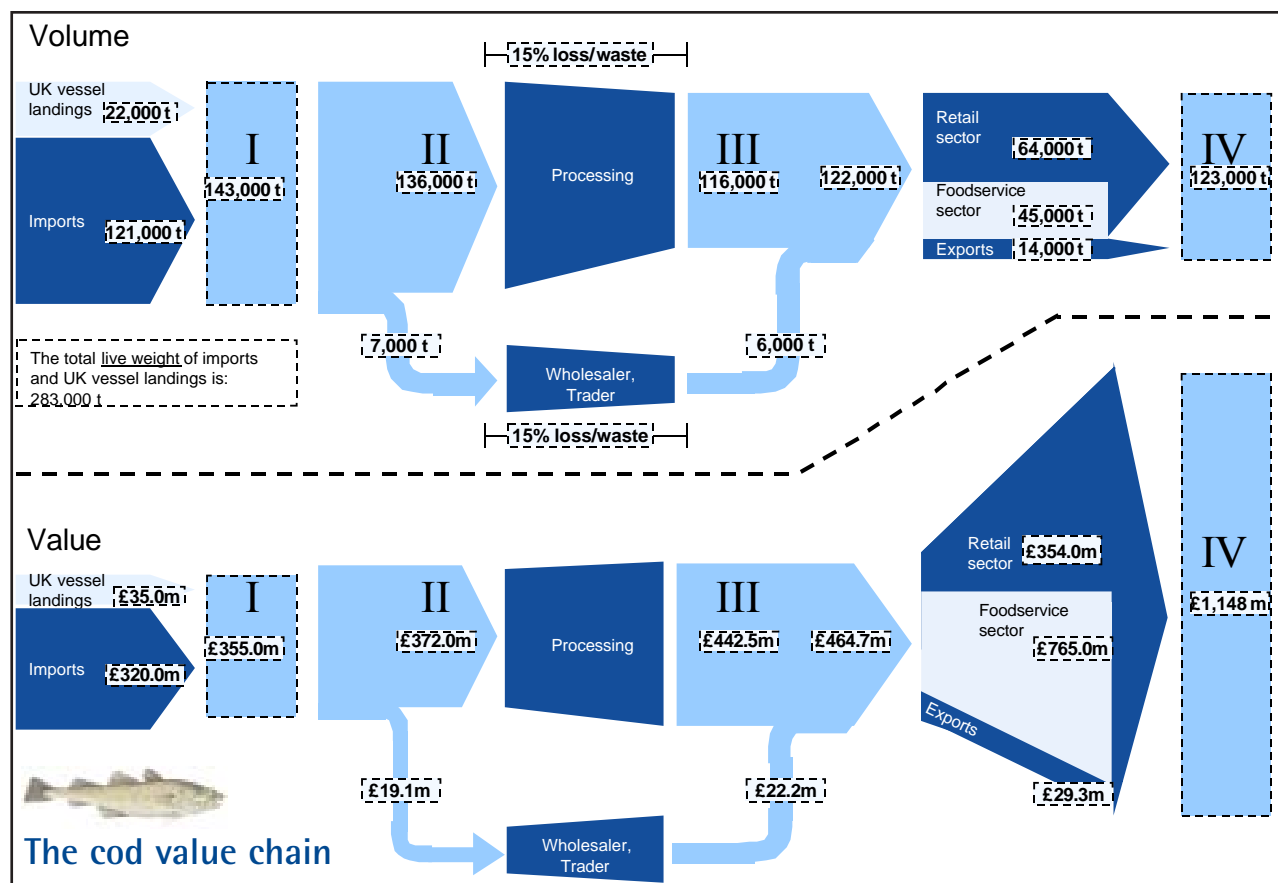 Volume
15% loss/waste
UK vessel
landings
22,000 t
Imports
121,000 t
I
143,000 t
II
136,000 t
Processing
III
116,000 t
122,000 t
Retail
sector
64,000 t
Foodservice
sector
45,000 t
Exports
14,000 t
IV
123,000 t
The total live weight of imports
and UK vessel landings is:
283,000 t
7,000 t
Wholesaler,
Trader
6,000 t
15% loss/waste
Value
UK vessel
landings
£35.0m
Imports
£320.0m
I
£355.0m
II
£372.0m
Processing
III
£442.5m
£464.7m
Retail
sector
£354.0m
Foodservice
sector
£765.0m
Exports
£29.3m
IV
£1,148 m
£19.1m
Wholesaler,
Trader
£22.2m
The cod value chain